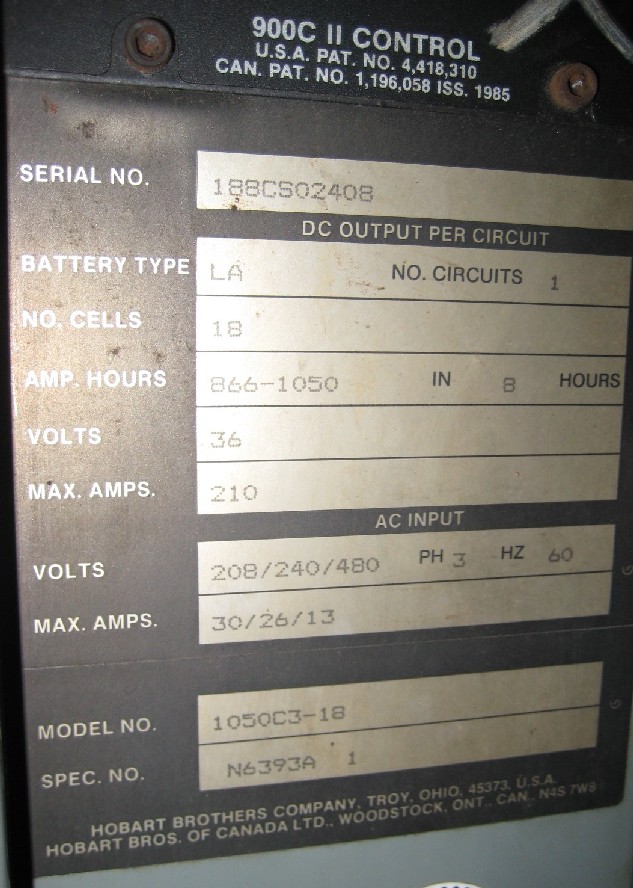 900C II CONTROL
U.S.A. PAT. NO. 4,418,310
CAN. PAT. NO. 1,196,058 ISS. 1985
SERIAL NO. 188CS02408
DC OUTPUT PER CIRCUIT
BATTERY TYPE LA NO. CIRCUITS 1
NO. CELLS 18
AMP. HOURS 866-1050 IN 8 HOURS
VOLTS 36
MAX. AMPS. 210
AC INPUT
VOLTS 208/240/480 PH 3 HZ 60
MAX. AMPS. 30/26/13
MODEL NO. 1050C3-18
SPEC. NO. N6393A 1
HOBART BROTHERS COMPANY, TROY, OHIO, 45373, U.S.A.
HOBART BROS. OF CANADA LTD., WOODSTOCK, ONT., CAN., N4S 7W8